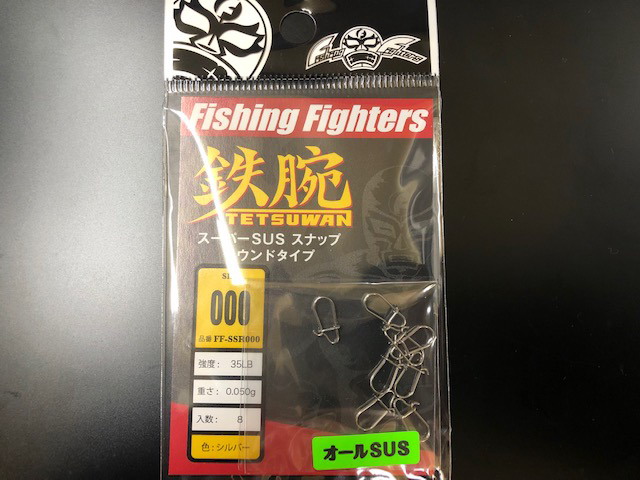 Fishing Fighters
Fishing Fighters
鉄腕
TETSUWAN
スーパーSUS スナップ
ウンドタイプ
000
品番 FF-SSR000
強度: 35LB
重さ: 0.050g
入数: 8
色:シルバー
オールSUS